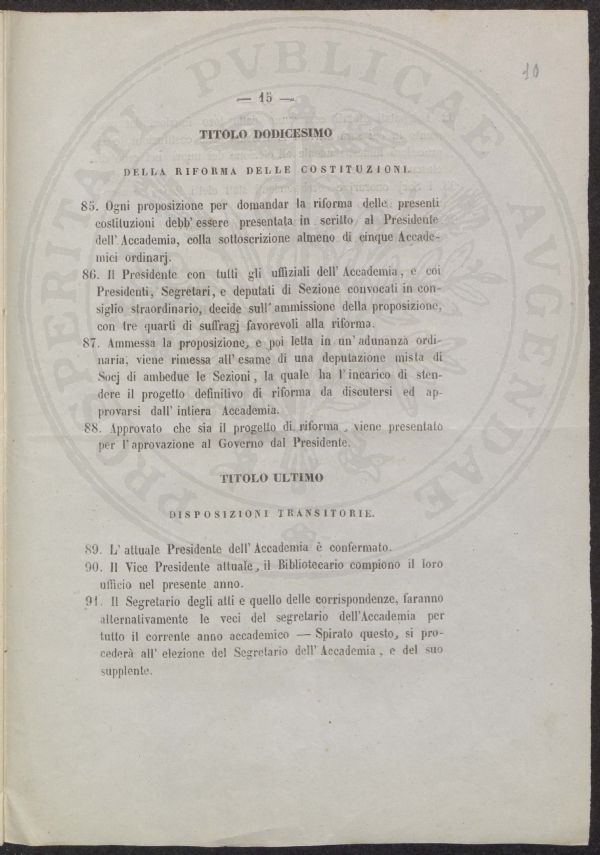 PROSPERITATI PVBLICAE AVGENDAE
10
— 15 —
TITOLO DODICESIMO
DELLA RIFORMA DELLE COSTITUZIONI.
85. Ogni proposizione per domandar la riforma delle presenti
costituzioni debb' essere presentata in scritto al Presidente
dell' Accademia, colla sottoscrizione almeno di cinque Accade-
mici ordinarj.
86. Il Presidente con tutti gli uffiziali dell' Accademia, e coi
Presidenti, Segretari, e deputati di Sezione convocati in con-
siglio straordinario, decide sull' ammissione della proposizione,
con tre quarti di suffragj favorevoli alla riforma.
87. Ammessa la proposizione, e poi letta in un' adunanza ordi-
naria, viene rimessa all' esame di una deputazione mista di
Socj di ambedue le Sezioni, la quale ha l' incarico di sten-
dere il progetto definitivo di riforma da discutersi ed ap-
provarsi dall' intiera Accademia.
88. Approvato che sia il progetto di riforma, viene presentato
per l' aprovazione al Governo dal Presidente.
TITOLO ULTIMO
DISPOSIZIONI TRANSITORIE.
89. L' attuale Presidente dell' Accademia è confermato.
90. Il Vice Presidente attuale, il Bibliotecario compiono il loro
ufficio nel presente anno.
91. Il Segretario degli atti e quello delle corrispondenze, faranno
alternativamente le veci del segretario dell'Accademia per
tutto il corrente anno accademico — Spirato questo, si pro-
cederà all' elezione del Segretario dell' Accademia, e del suo
supplente.